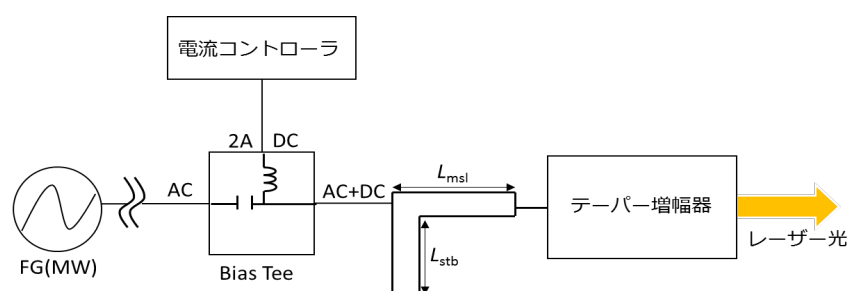 電流コントローラ
2A DC
AC
AC+DC
Lmsl
テーパー増幅器
レーザー光
Lstb
FG(MW)
Bias Tee